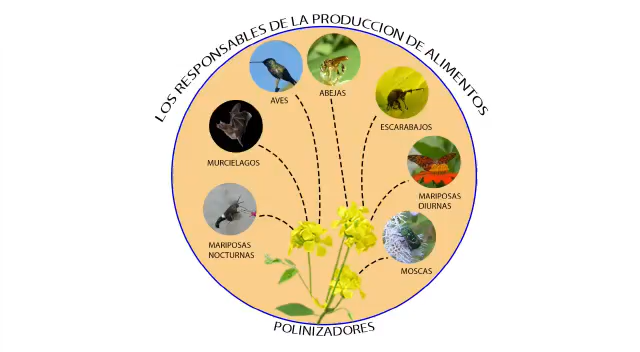 LOS RESPONSABLES DE LA PRODUCCION DE ALIMENTOS
AVES
ABEJAS
ESCARABAJOS
MURCIELAGOS
MARIPOSAS
DIURNAS
MARIPOSAS
NOCTURNAS
MOSCAS
POLINIZADORES